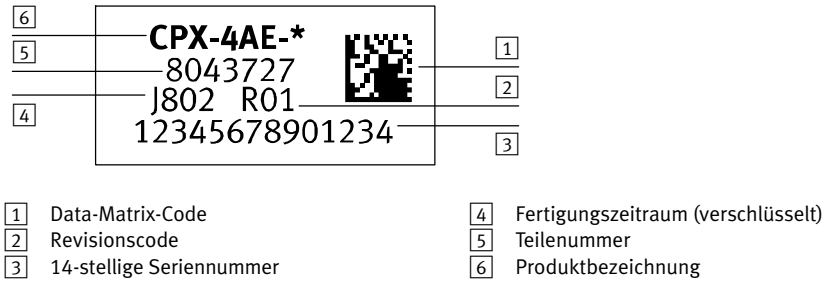 6
CPX-4AE-*
5
8043727
1
2
J802 R01
4
12345678901234
3
1 Data-Matrix-Code
2 Revisionscode
3 14-stellige Seriennummer
4 Fertigungszeitraum (verschlüsselt)
5 Teilenummer
6 Produktbezeichnung